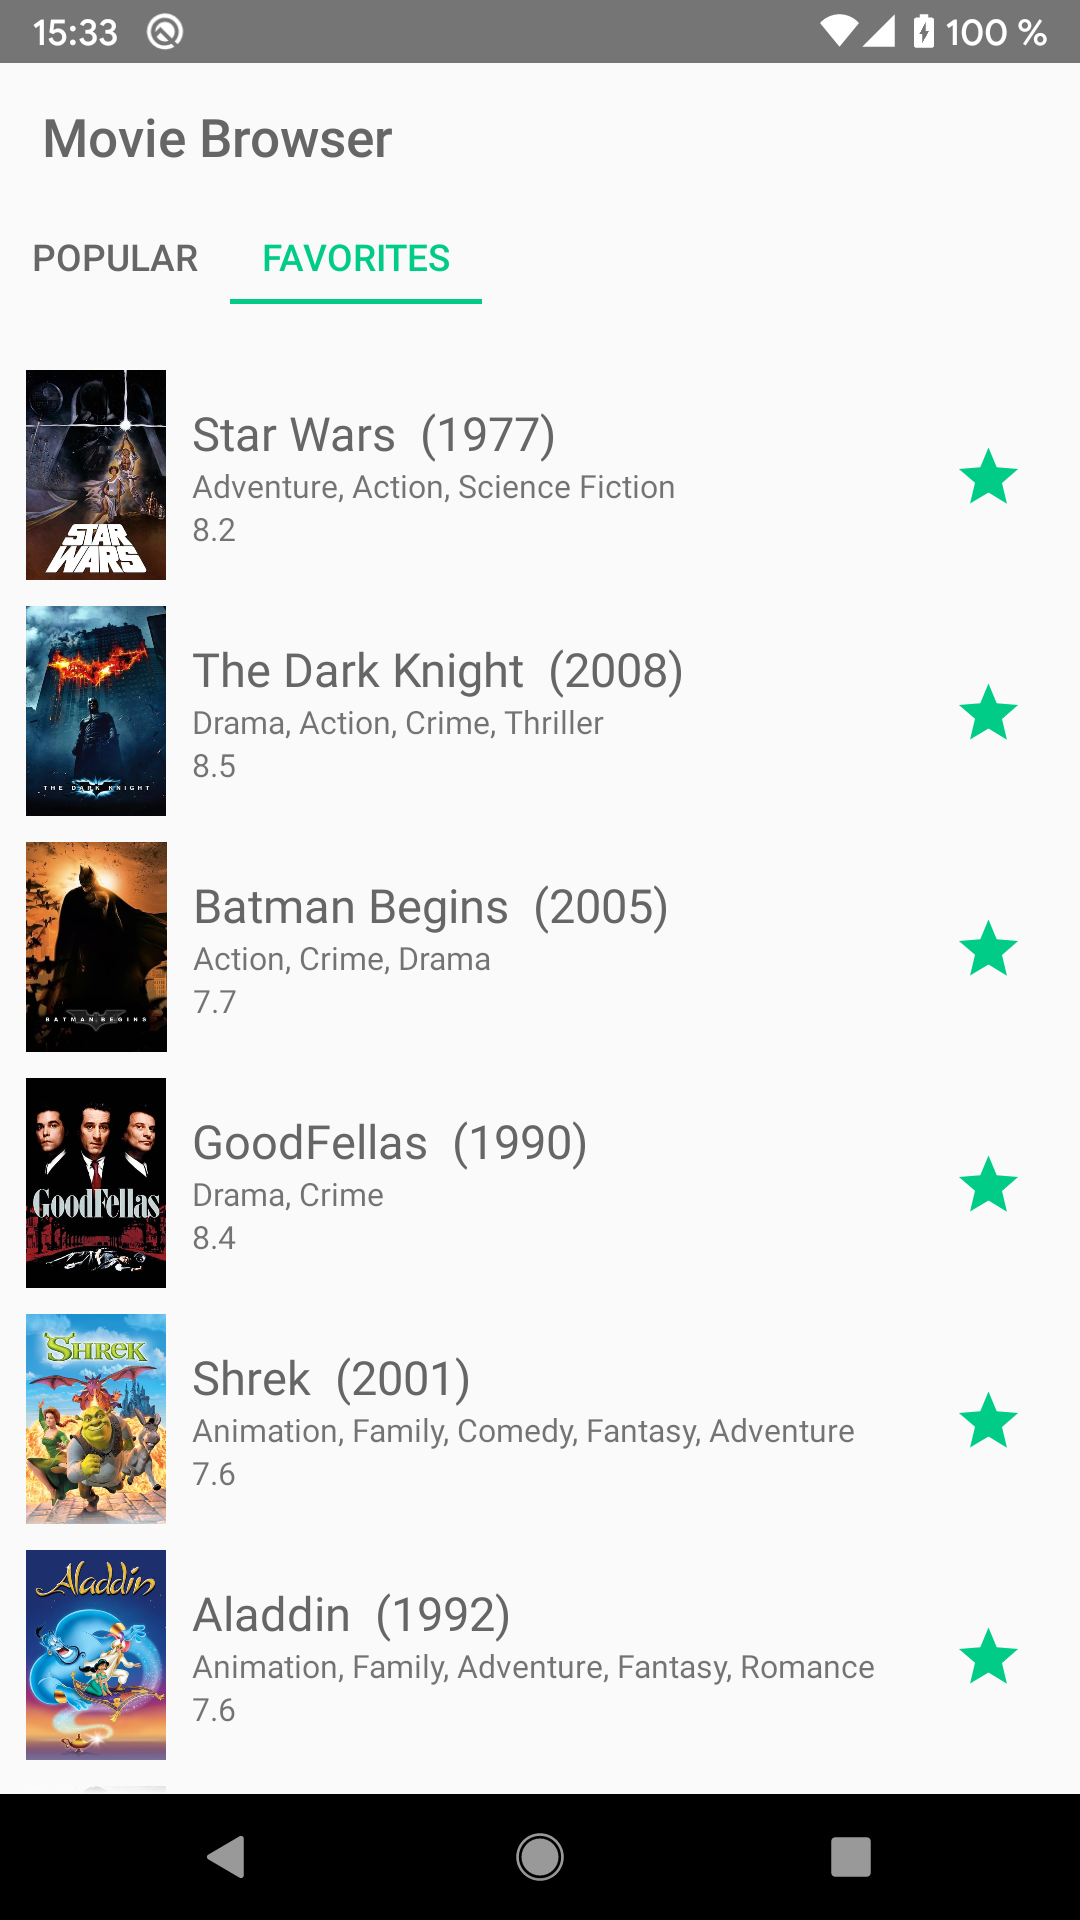 15:33
100 %
Movie Browser
POPULAR
FAVORITES
STAR
WARS
Star Wars (1977)
Adventure, Action, Science Fiction
8.2
THE DARK KNIGHT
The Dark Knight (2008)
Drama, Action, Crime, Thriller
8.5
BATMAN BEGINS
Batman Begins (2005)
Action, Crime, Drama
7.7
GoodFellas
GoodFellas (1990)
Drama, Crime
8.4
SHREK
Shrek (2001)
Animation, Family, Comedy, Fantasy, Adventure
7.6
Aladdin
Aladdin (1992)
Animation, Family, Adventure, Fantasy, Romance
7.6